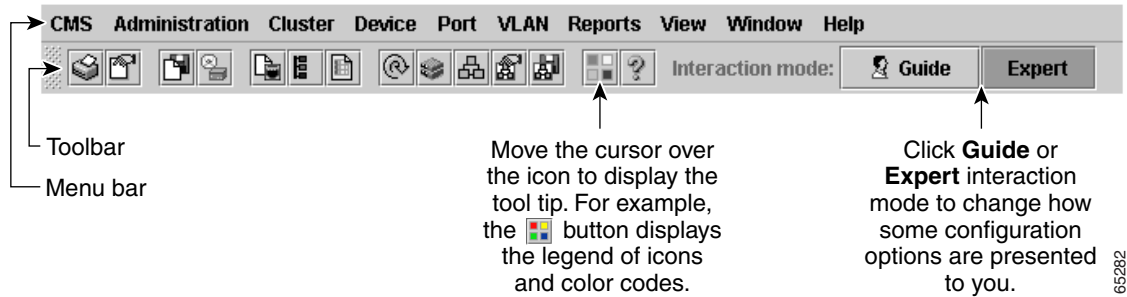 CMS Administration Cluster Device Port VLAN Reports View Window Help
Interaction mode: Guide Expert
Toolbar
Menu bar
Move the cursor over
the icon to display the
tool tip. For example,
the button displays
the legend of icons
and color codes.
Click Guide or
Expert interaction
mode to change how
some configuration
options are presented
to you.
65282